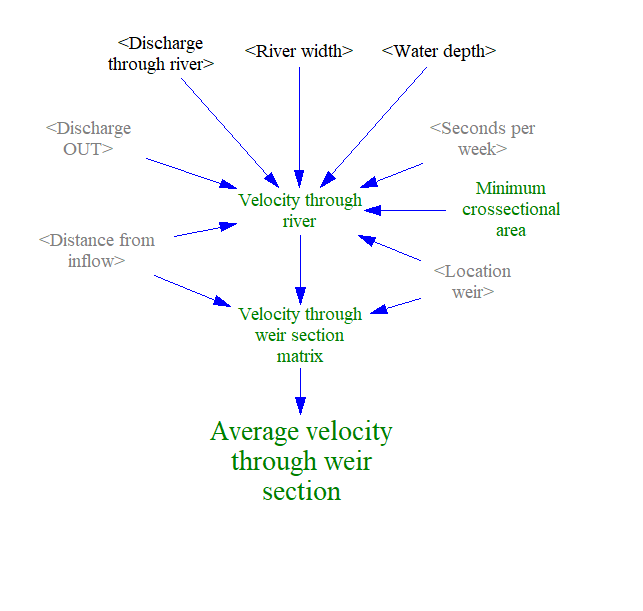 <Discharge
through river>
<River width>
<Water depth>
<Discharge
OUT>
<Seconds per
week>
Velocity through
river
Minimum
crossectional
area
<Distance from
inflow>
<Location
weir>
Velocity through
weir section
matrix
Average velocity
through weir
section